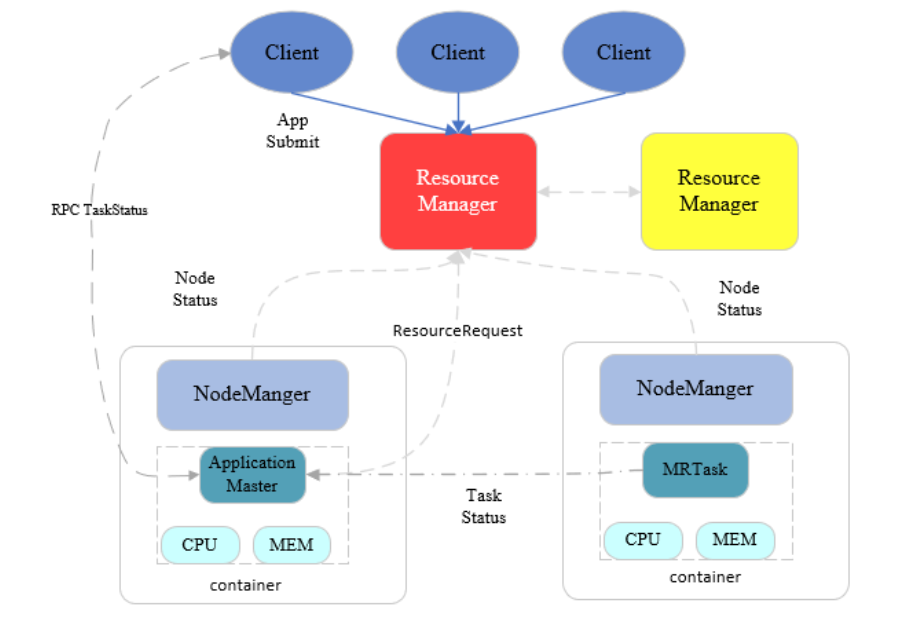 Client
Client
Client
App
Submit
Resource
Manager
Resource
Manager
RPC TaskStatus
Node
Status
Node
Status
ResourceRequest
NodeManger
NodeManger
Application
Master
MRTask
Task
Status
CPU
MEM
CPU
MEM
container
container